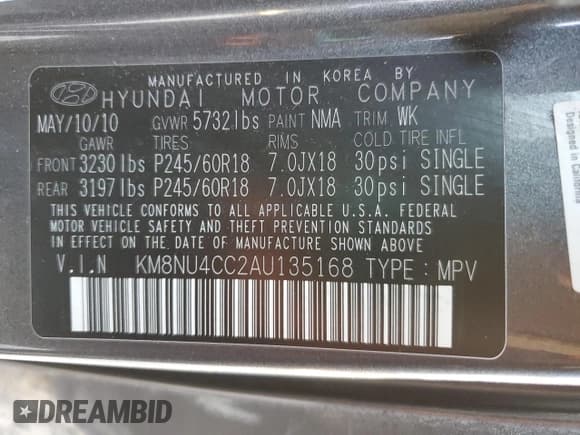 MANUFACTURED IN KOREA BY
HYUNDAI MOTOR COMPANY
MAY/10/10 GVWR 5732lbs PAINT NMA TRIM WK
GAWR TIRES RIMS COLD TIRE INFL
FRONT 3230lbs P245/60R18 7.0JX18 30psi SINGLE
REAR 3197lbs P245/60R18 7.0JX18 30psi SINGLE
THIS VEHICLE CONFORMS TO ALL APPLICABLE U.S.A. FEDERAL
MOTOR VEHICLE SAFETY AND THEFT PREVENTION STANDARDS
IN EFFECT ON THE DATE OF MANUFACTURE SHOWN ABOVE.
V.I.N KM8NU4CC2AU135168 TYPE : MPV
Designed in California
DREAMBID